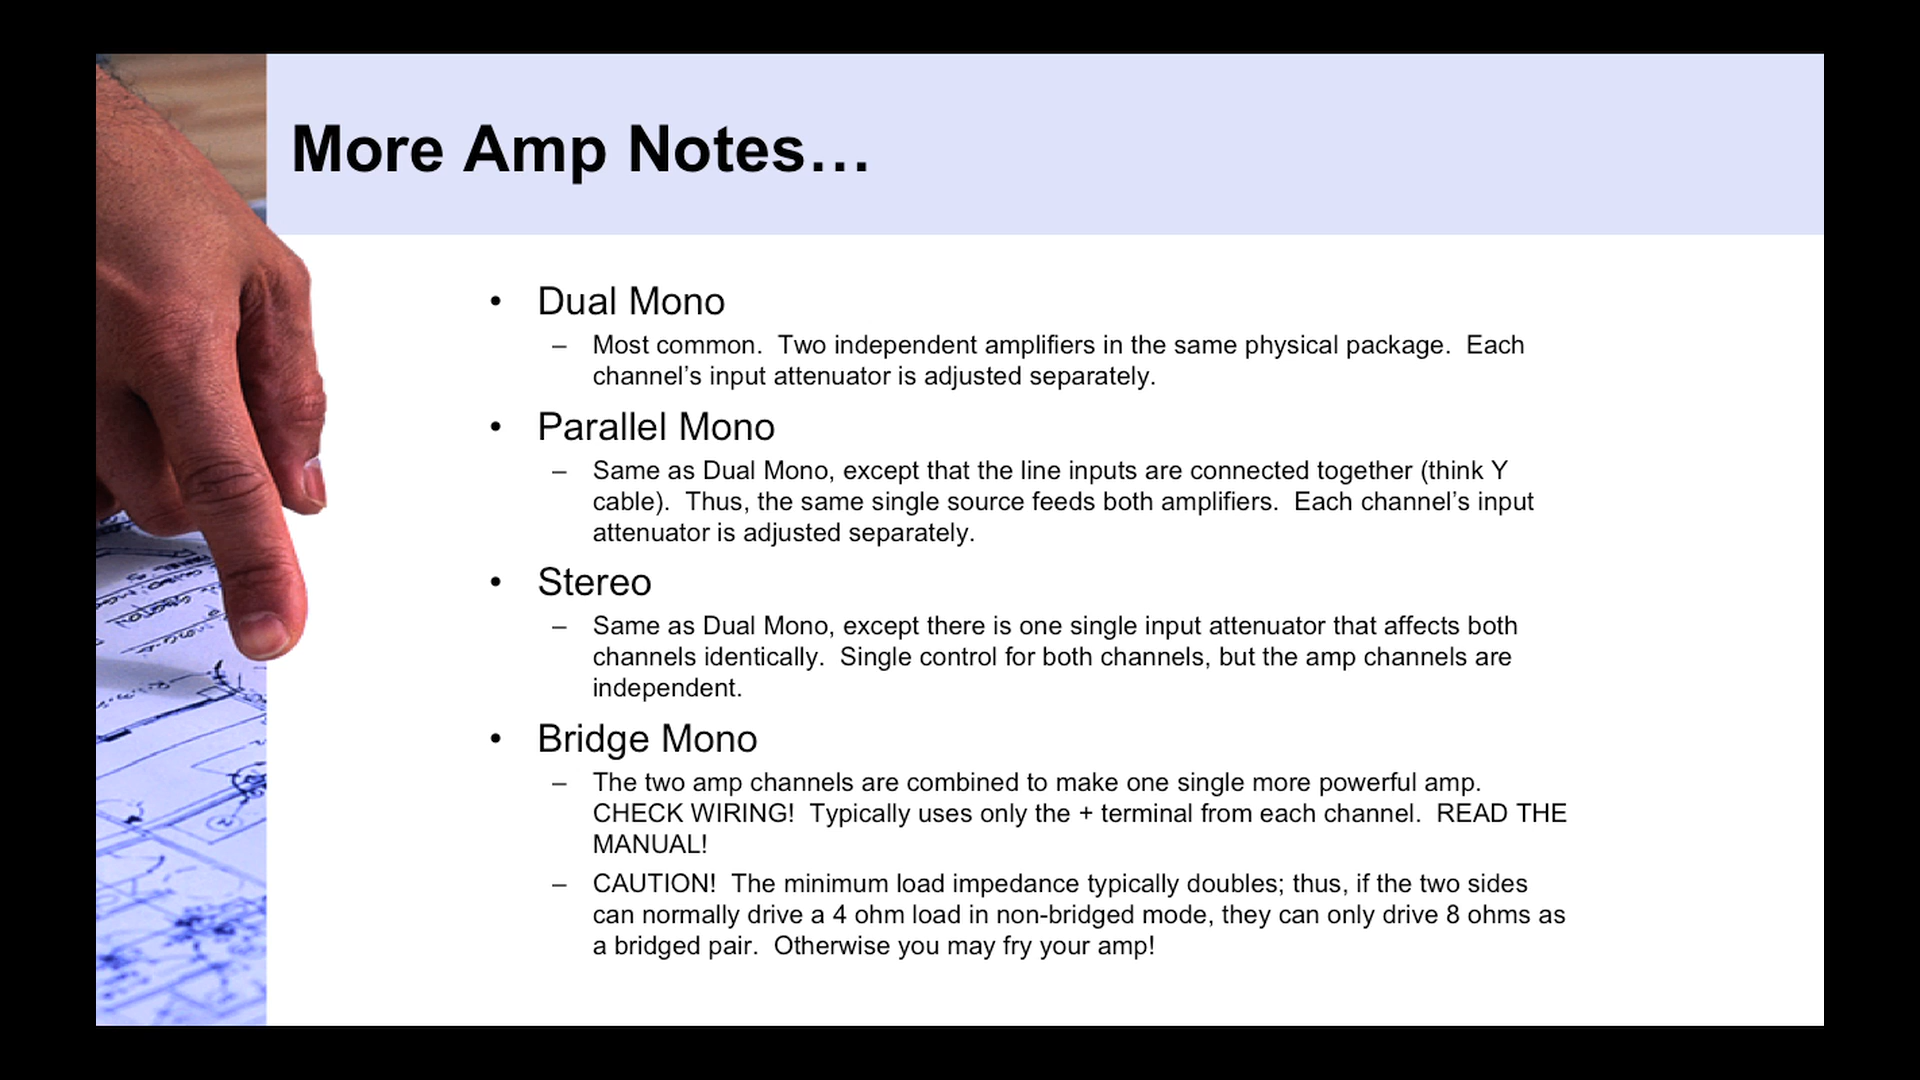 More Amp Notes…
• Dual Mono
– Most common.  Two independent amplifiers in the same physical package.  Each
channel’s input attenuator is adjusted separately.
• Parallel Mono
– Same as Dual Mono, except that the line inputs are connected together (think Y
cable).  Thus, the same single source feeds both amplifiers.  Each channel’s input
attenuator is adjusted separately.
• Stereo
– Same as Dual Mono, except there is one single input attenuator that affects both
channels identically.  Single control for both channels, but the amp channels are
independent.
• Bridge Mono
– The two amp channels are combined to make one single more powerful amp.
CHECK WIRING!  Typically uses only the + terminal from each channel.  READ THE
MANUAL!
– CAUTION!  The minimum load impedance typically doubles; thus, if the two sides
can normally drive a 4 ohm load in non-bridged mode, they can only drive 8 ohms as
a bridged pair.  Otherwise you may fry your amp!